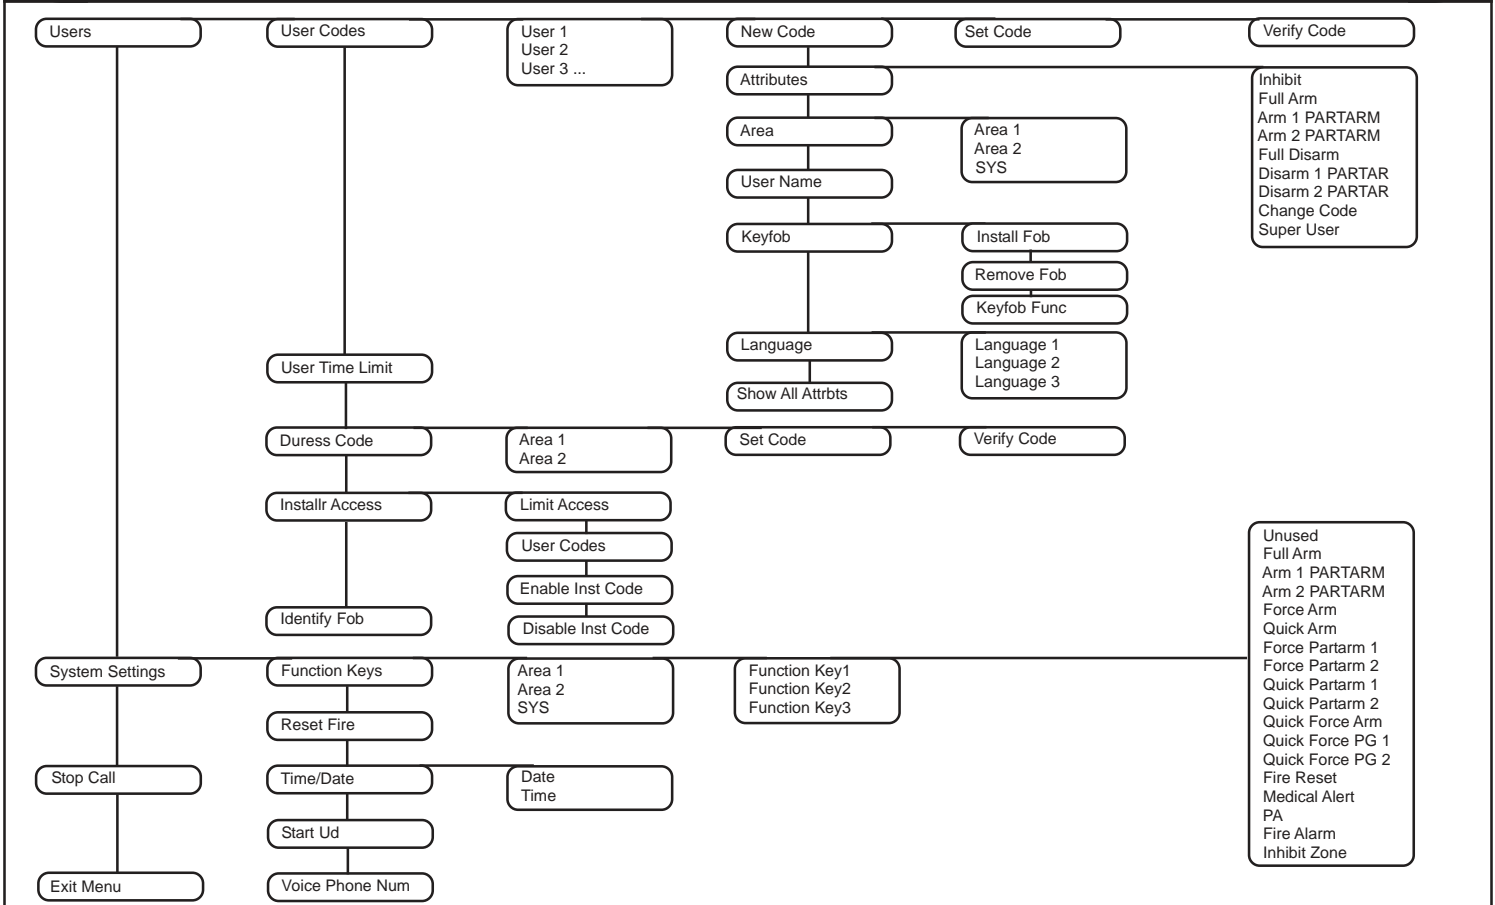 Users
User Codes
User 1
User 2
User 3 ...
New Code
Set Code
Verify Code
Attributes
Inhibit
Full Arm
Arm 1 PARTARM
Arm 2 PARTARM
Full Disarm
Disarm 1 PARTAR
Disarm 2 PARTAR
Change Code
Super User
Area
Area 1
Area 2
SYS
User Name
Keyfob
Install Fob
Remove Fob
Keyfob Func
Language
Language 1
Language 2
Language 3
Show All Attrbts
User Time Limit
Duress Code
Area 1
Area 2
Set Code
Verify Code
Installr Access
Limit Access
User Codes
Enable Inst Code
Disable Inst Code
Identify Fob
System Settings
Function Keys
Area 1
Area 2
SYS
Function Key1
Function Key2
Function Key3
Unused
Full Arm
Arm 1 PARTARM
Arm 2 PARTARM
Force Arm
Quick Arm
Force Partarm 1
Force Partarm 2
Quick Partarm 1
Quick Partarm 2
Quick Force Arm
Quick Force PG 1
Quick Force PG 2
Fire Reset
Medical Alert
PA
Fire Alarm
Inhibit Zone
Reset Fire
Stop Call
Time/Date
Date
Time
Start Ud
Exit Menu
Voice Phone Num